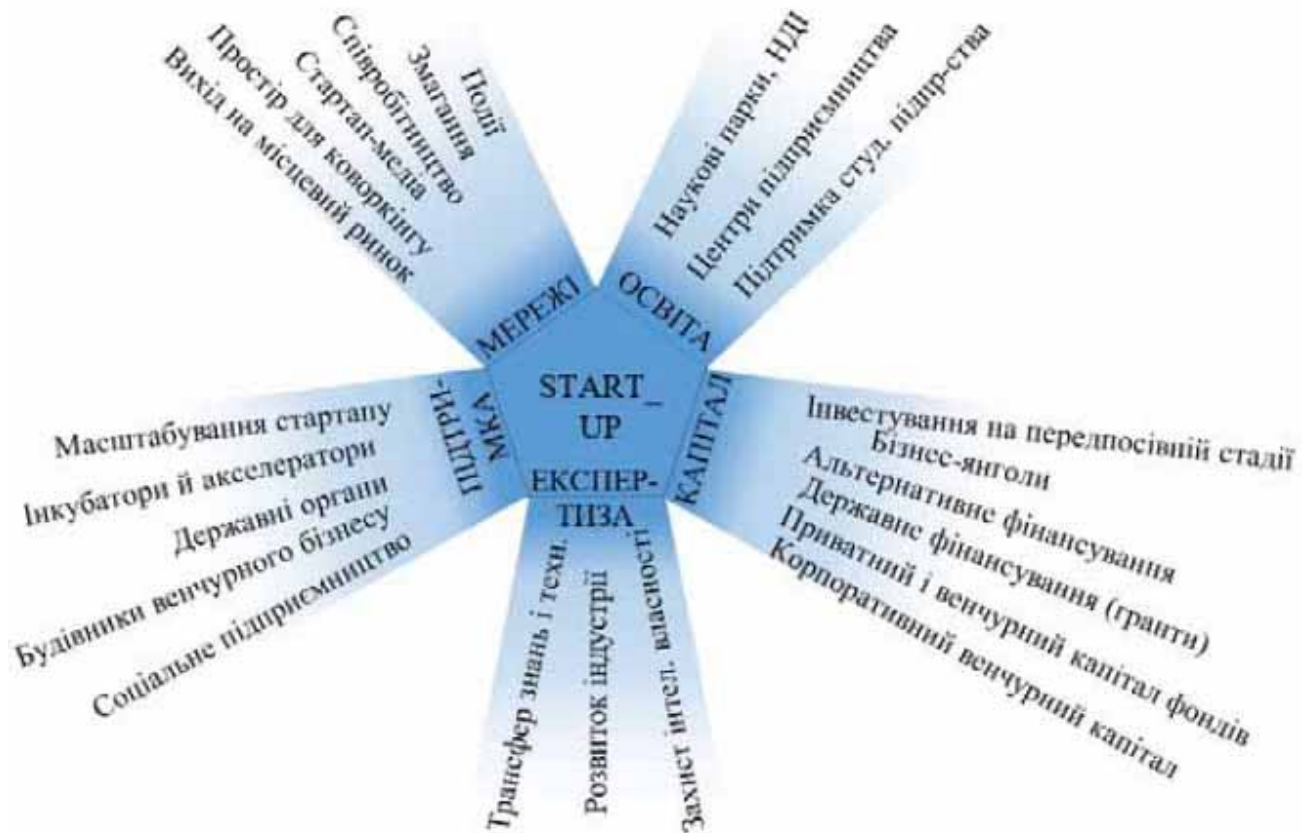 START_
UP
МЕРЕЖІ
Події
Змагання
Співробітництво
Стартап-медіа
Простір для коворкінгу
Вихід на місцевий ринок
ОСВІТА
Наукові парки, НДІ
Центри підприємництва
Підтримка студ. підпр-ства
КАПІТАЛ
Інвестування на передпосівній стадії
Бізнес-янголи
Альтернативне фінансування
Державне фінансування (гранти)
Приватний і венчурний капітал фондів
Корпоративний венчурний капітал
ЕКСПЕР-
ТИЗА
Трансфер знань і техн.
Розвиток індустрії
Захист інтел. власності
ПІДТРИ-
МКА
Масштабування стартапу
Інкубатори й акселератори
Державні органи
Будівники венчурного бізнесу
Соціальне підприємництво